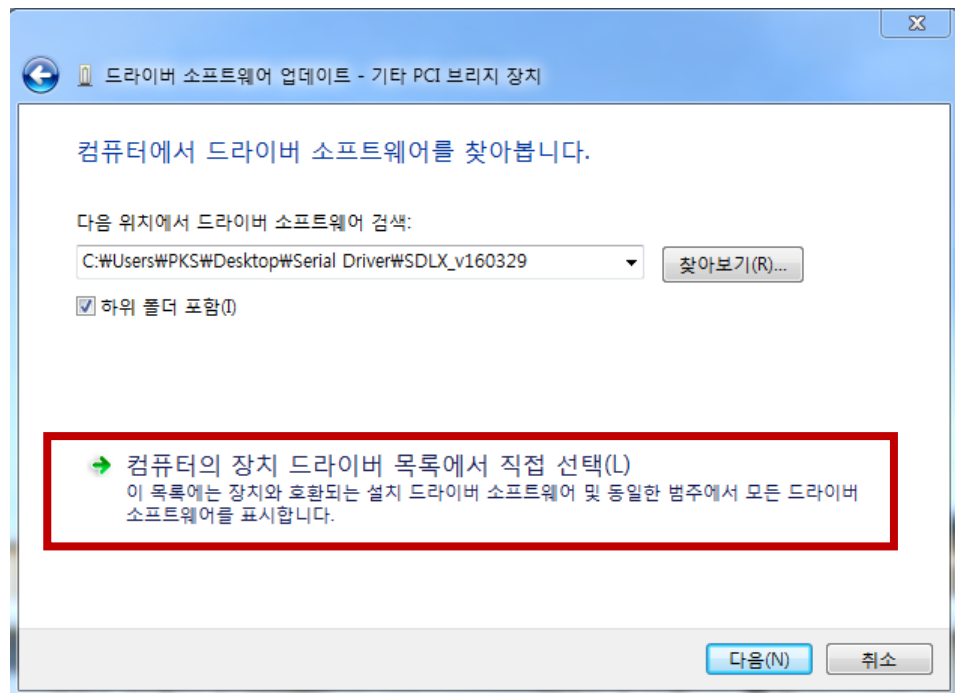 드라이버 소프트웨어 업데이트 - 기타 PCI 브리지 장치
컴퓨터에서 드라이버 소프트웨어를 찾아봅니다.
다음 위치에서 드라이버 소프트웨어 검색:
C:₩Users₩PKS₩Desktop₩Serial Driver₩SDLX_v160329
찾아보기(R)...
하위 폴더 포함(I)
컴퓨터의 장치 드라이버 목록에서 직접 선택(L)
이 목록에는 장치와 호환되는 설치 드라이버 소프트웨어 및 동일한 범주에서 모든 드라이버
소프트웨어를 표시합니다.
다음(N)
취소